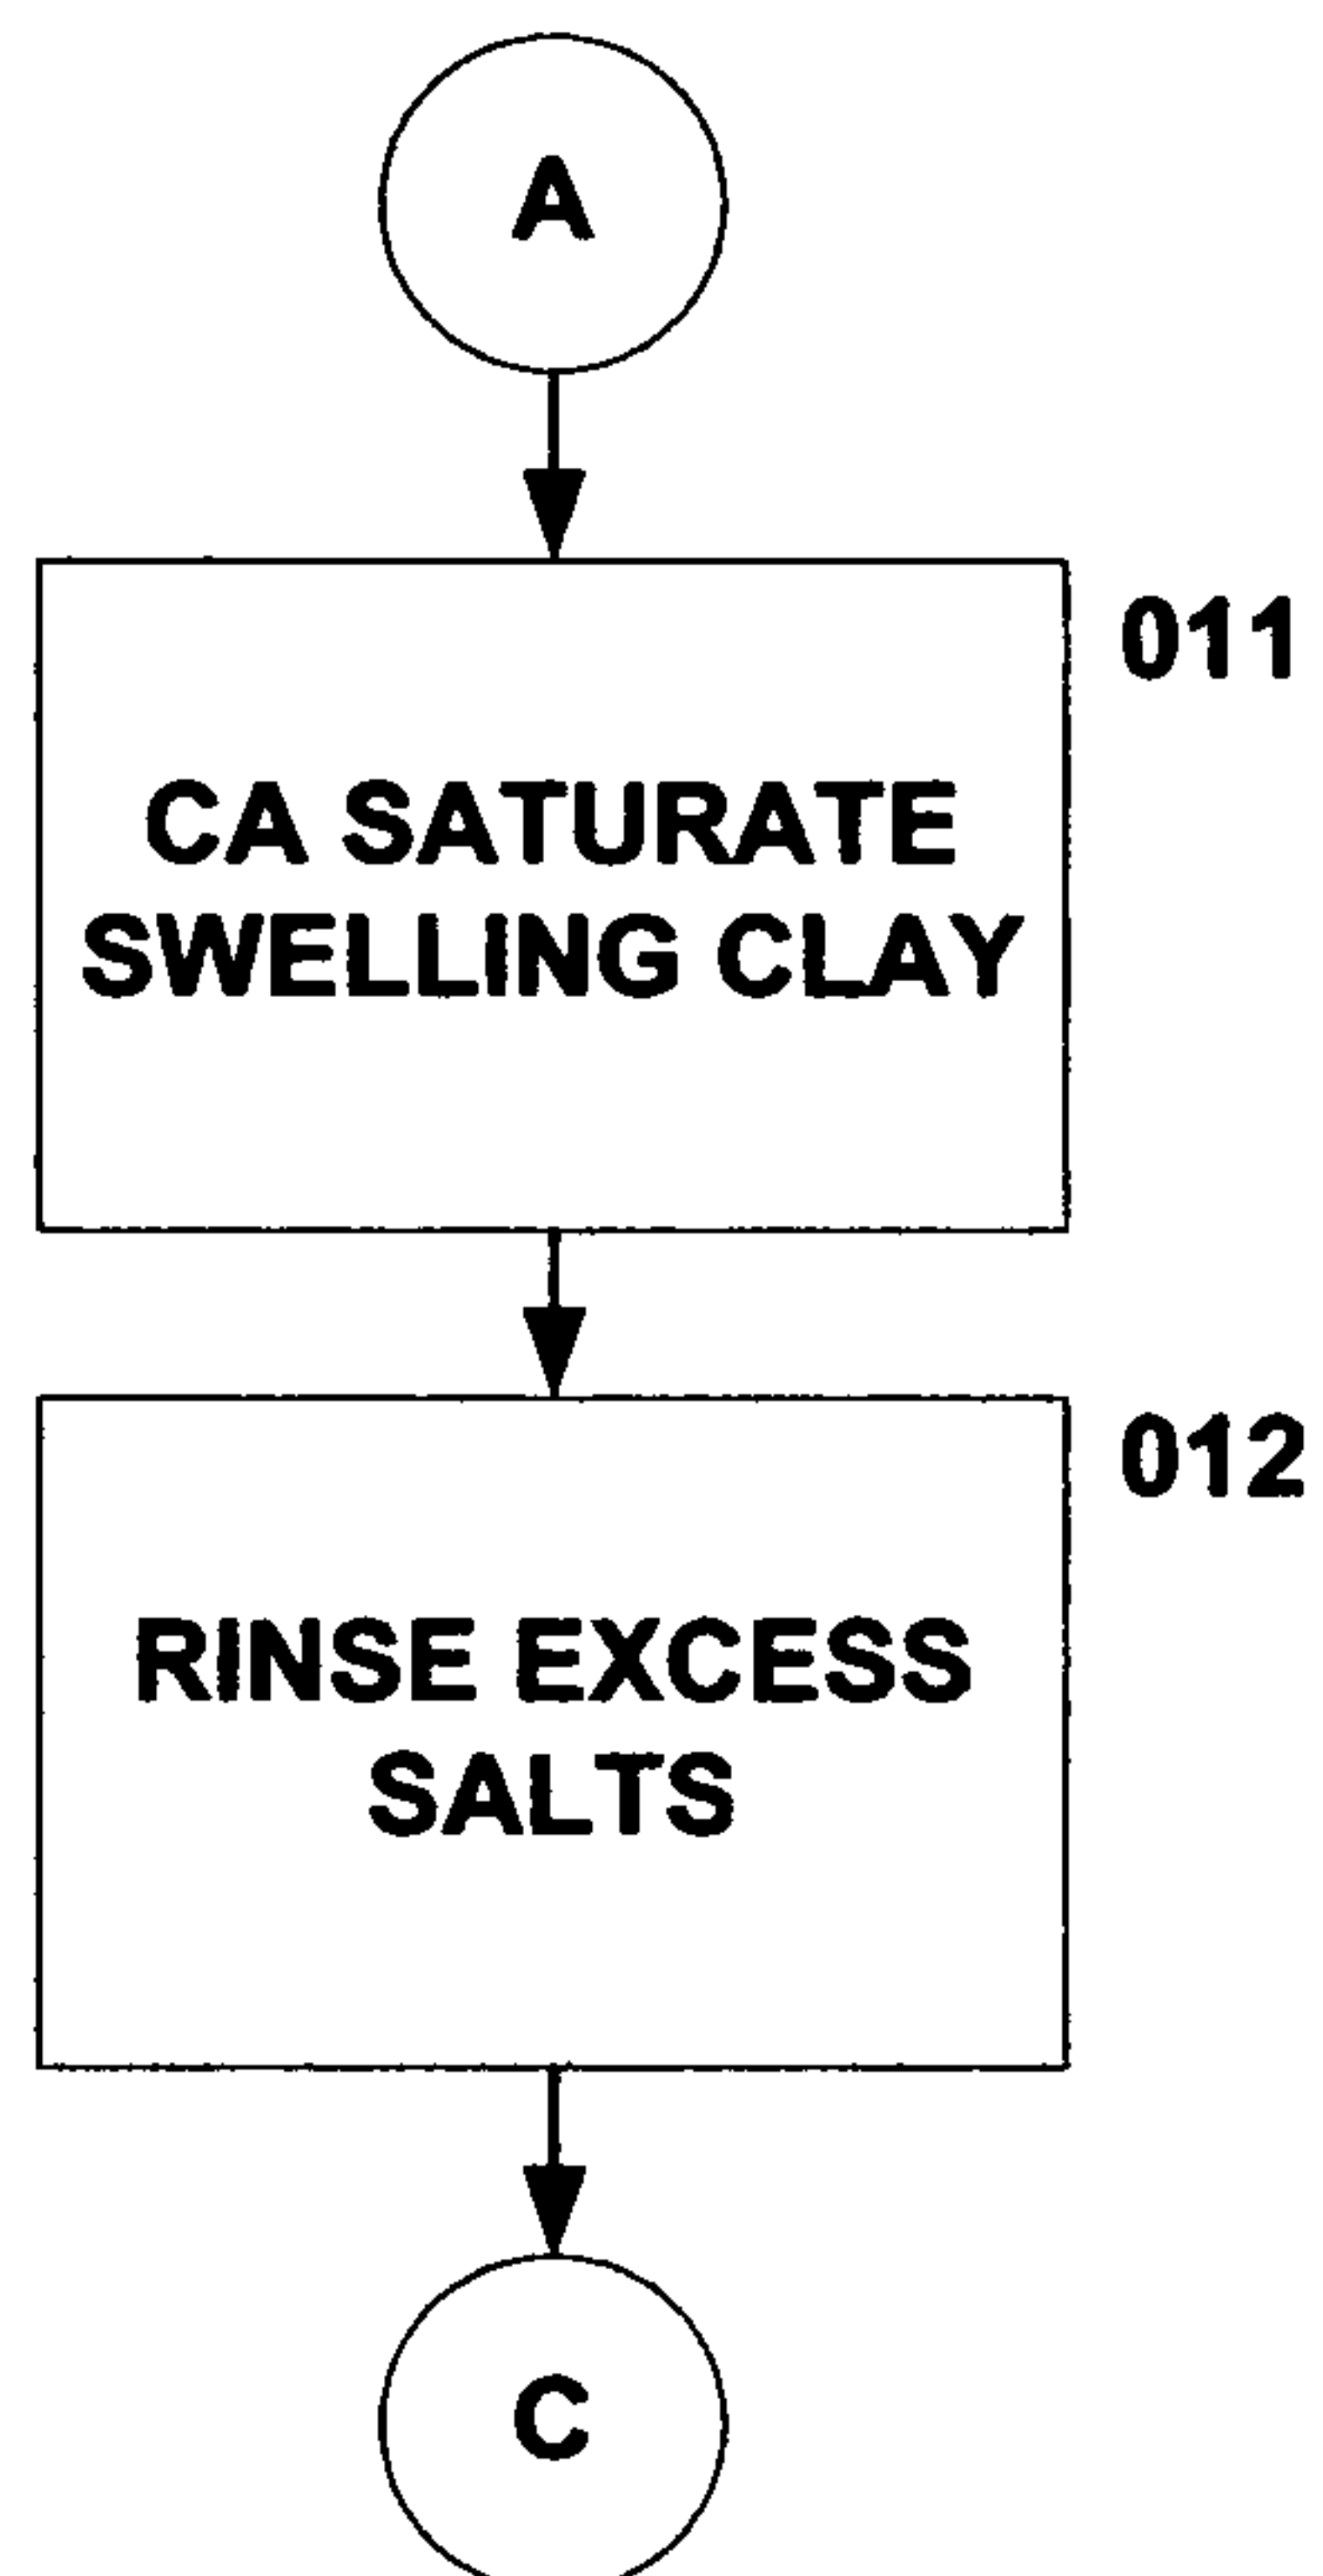 A
011
CA SATURATE
SWELLING CLAY
012
RINSE EXCESS
SALTS
C